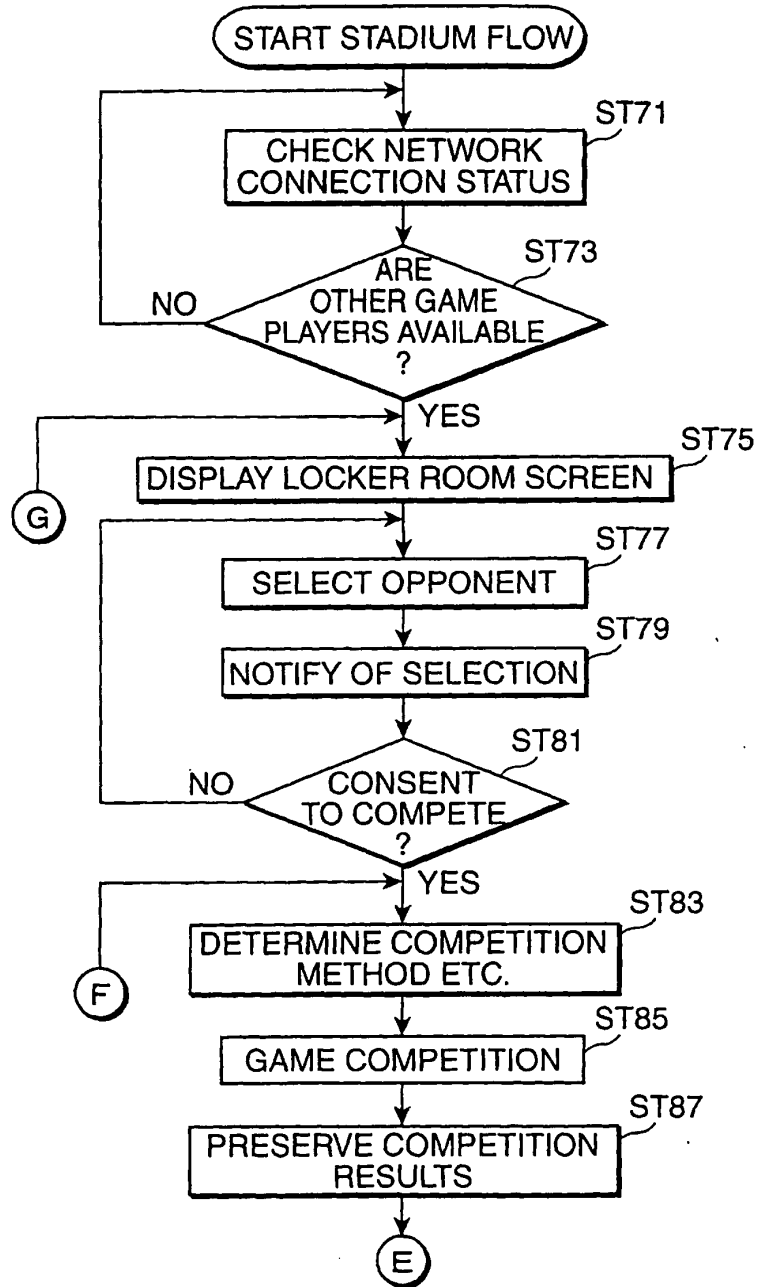 START STADIUM FLOW
ST71
CHECK NETWORK
CONNECTION STATUS
ST73
ARE
OTHER GAME
PLAYERS AVAILABLE
?
NO
YES
ST75
DISPLAY LOCKER ROOM SCREEN
G
ST77
SELECT OPPONENT
ST79
NOTIFY OF SELECTION
ST81
NO
CONSENT
TO COMPETE
?
YES
ST83
DETERMINE COMPETITION
METHOD ETC.
F
ST85
GAME COMPETITION
ST87
PRESERVE COMPETITION
RESULTS
E